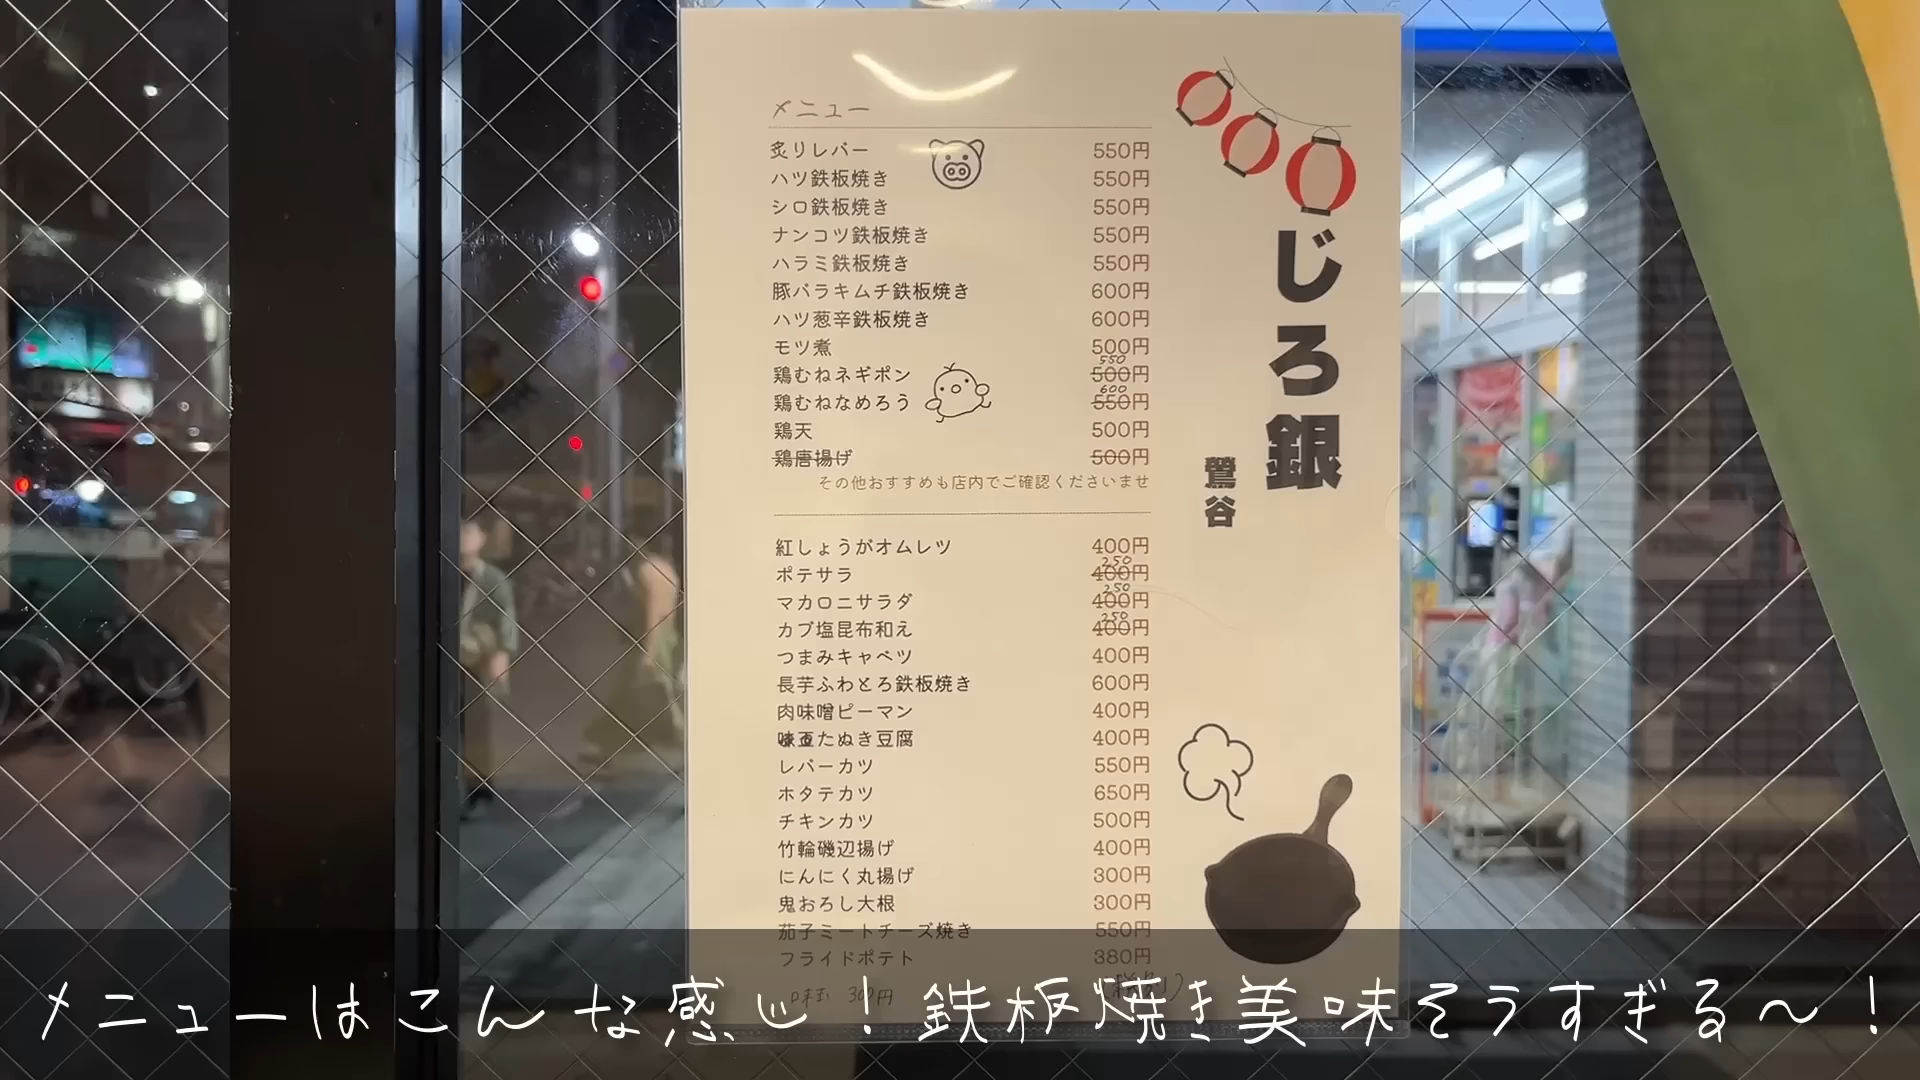 メニュー
炙りレバー 550円
ハツ鉄板焼き 550円
シロ鉄板焼き 550円
ナンコツ鉄板焼き 550円
ハラミ鉄板焼き 550円
豚バラキムチ鉄板焼き 600円
ハツ葱辛鉄板焼き 600円
モツ煮 500円
550
鶏むねネギポン 500円
600
鶏むねなめろう 550円
鶏天 500円
鶏唐揚げ 500円
その他おすすめも店内でご確認くださいませ
紅しょうがオムレツ 400円
250
ポテサラ 400円
250
マカロニサラダ 400円
250
カブ塩昆布和え 400円
つまみキャベツ 400円
長芋ふわとろ鉄板焼き 600円
肉味噌ピーマン 400円
たぬき豆腐 400円
レバーカツ 550円
ホタテカツ 650円
チキンカツ 500円
竹輪磯辺揚げ 400円
にんにく丸揚げ 300円
鬼おろし大根 300円
茄子ミートチーズ焼き 550円
フライドポテト 380円
味玉 300円
じろ銀
鶯谷
メニューはこんな感じ！鉄板焼き美味そうすぎる〜！